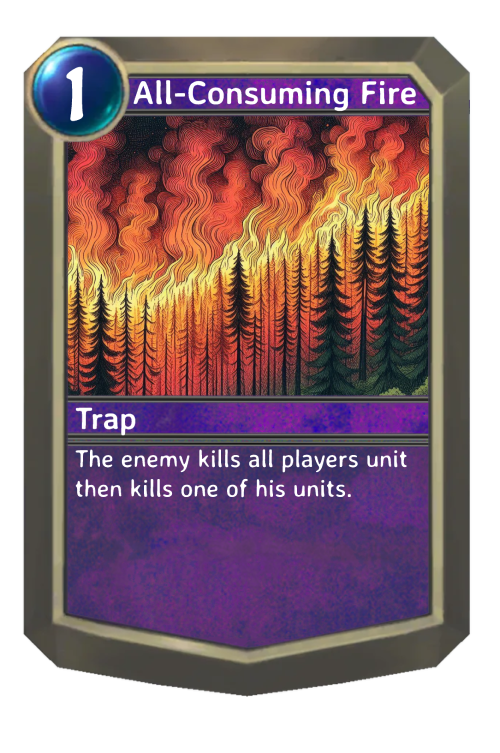 1
All-Consuming Fire
Trap
The enemy kills all players unit
then kills one of his units.